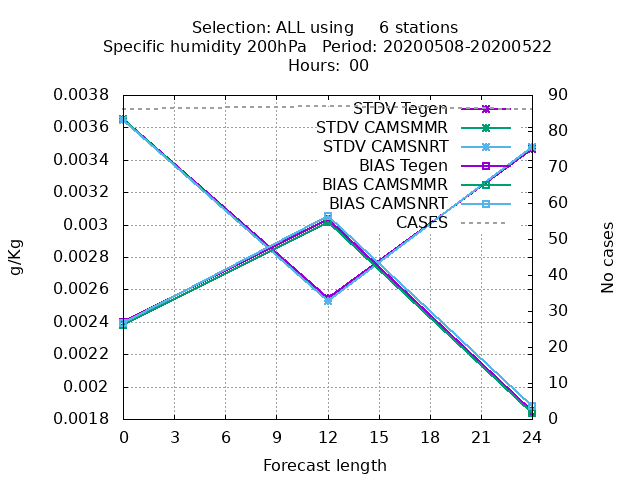 Selection: ALL using     6 stations
Specific humidity 200hPa   Period: 20200508-20200522
Hours: 00
0.0038
0.0036
0.0034
0.0032
0.003
0.0028
0.0026
0.0024
0.0022
0.002
0.0018
g/Kg
STDV Tegen
STDV CAMSMMR
STDV CAMSNRT
BIAS Tegen
BIAS CAMSMMR
BIAS CAMSNRT
CASES
90
80
70
60
50
40
30
20
10
0
No cases
0 3 6 9 12 15 18 21 24
Forecast length